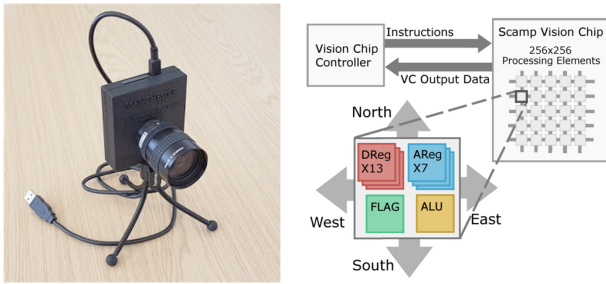 Instructions
Vision Chip
Controller
VC Output Data
Scamp Vision Chip
256x256
Processing Elements
North
DReg
X13
AReg
X7
FLAG
ALU
West
East
South